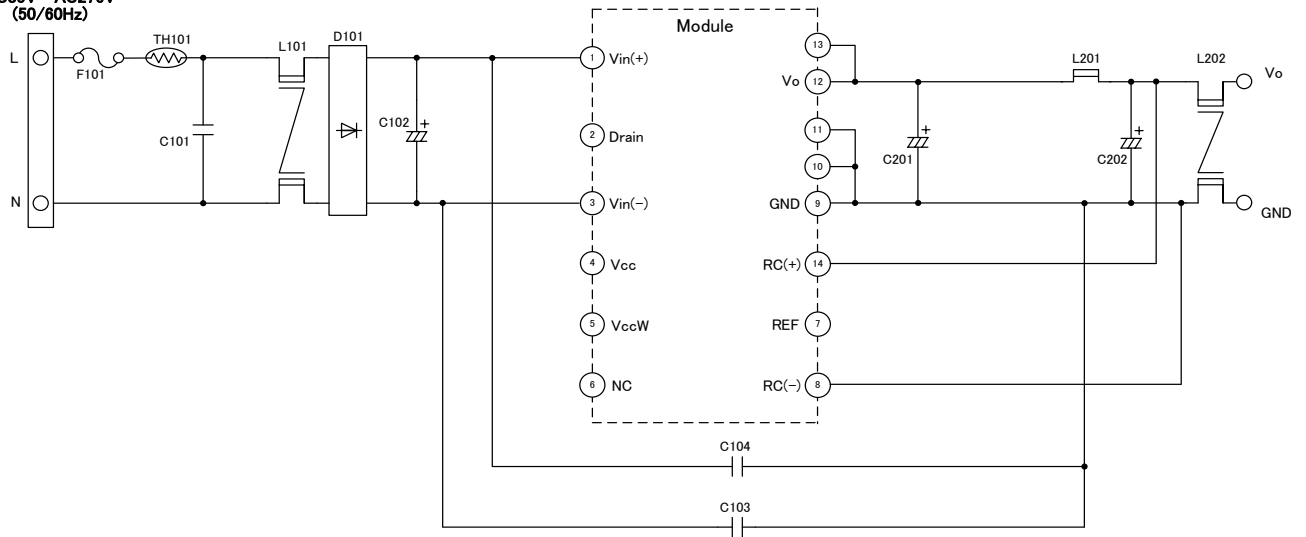 (50/60Hz)
L
F101
TH101
C101
L101
D101
C102
N
Module
1 Vin(+)
2 Drain
3 Vin(-)
4 Vcc
5 VccW
6 NC
13
Vo 12
11
10
GND 9
RC(+) 14
REF 7
RC(-) 8
C201
L201
C202
L202
Vo
GND
C104
C103